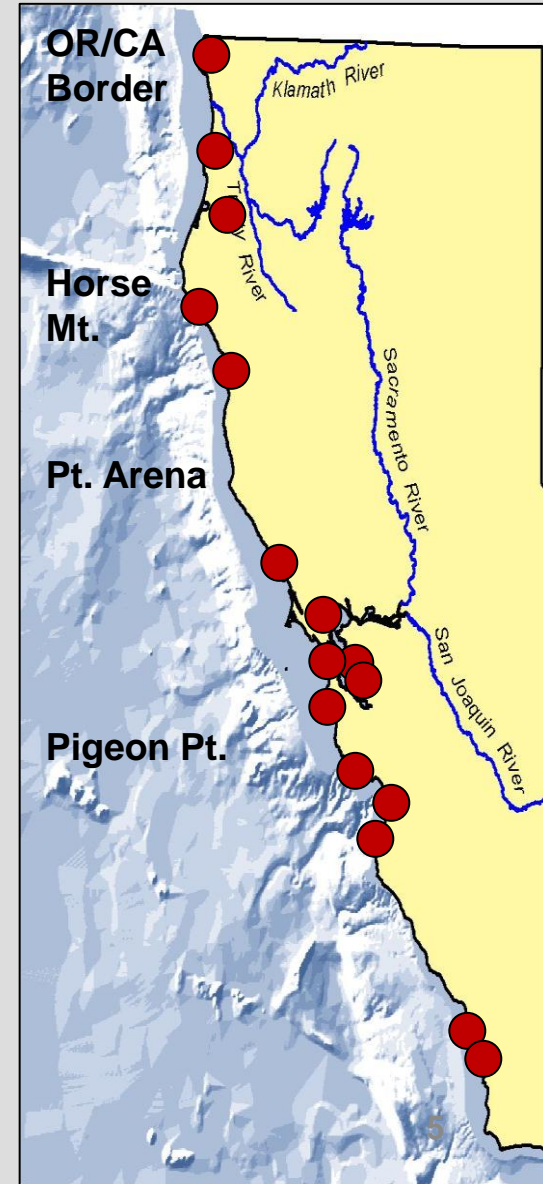 OR/CA
Border
Klamath River
River
Horse
Mt.
Sacramento River
Pt. Arena
San Joaquin River
Pigeon Pt.
5